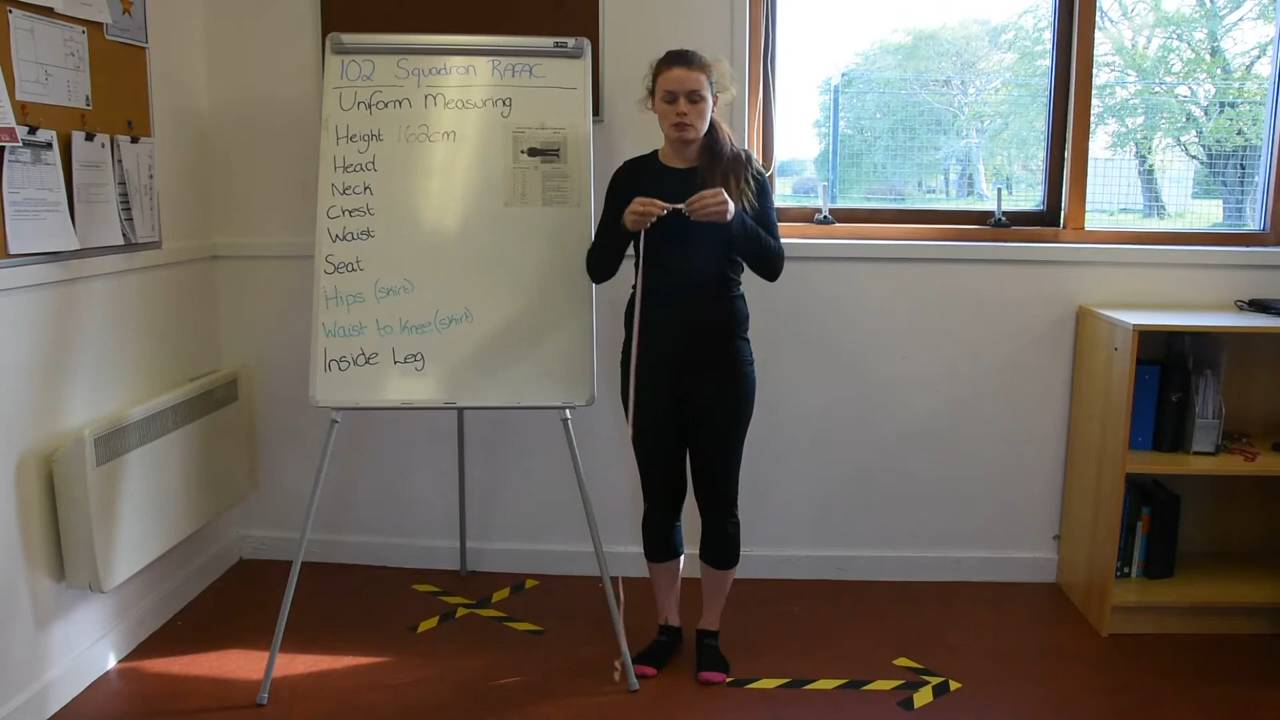 102 Squadron RAFAC
Uniform Measuring
Height 162cm
Head
Neck
Chest
Waist
Seat
Hips (skirt)
Waist to knee (skirt)
Inside Leg